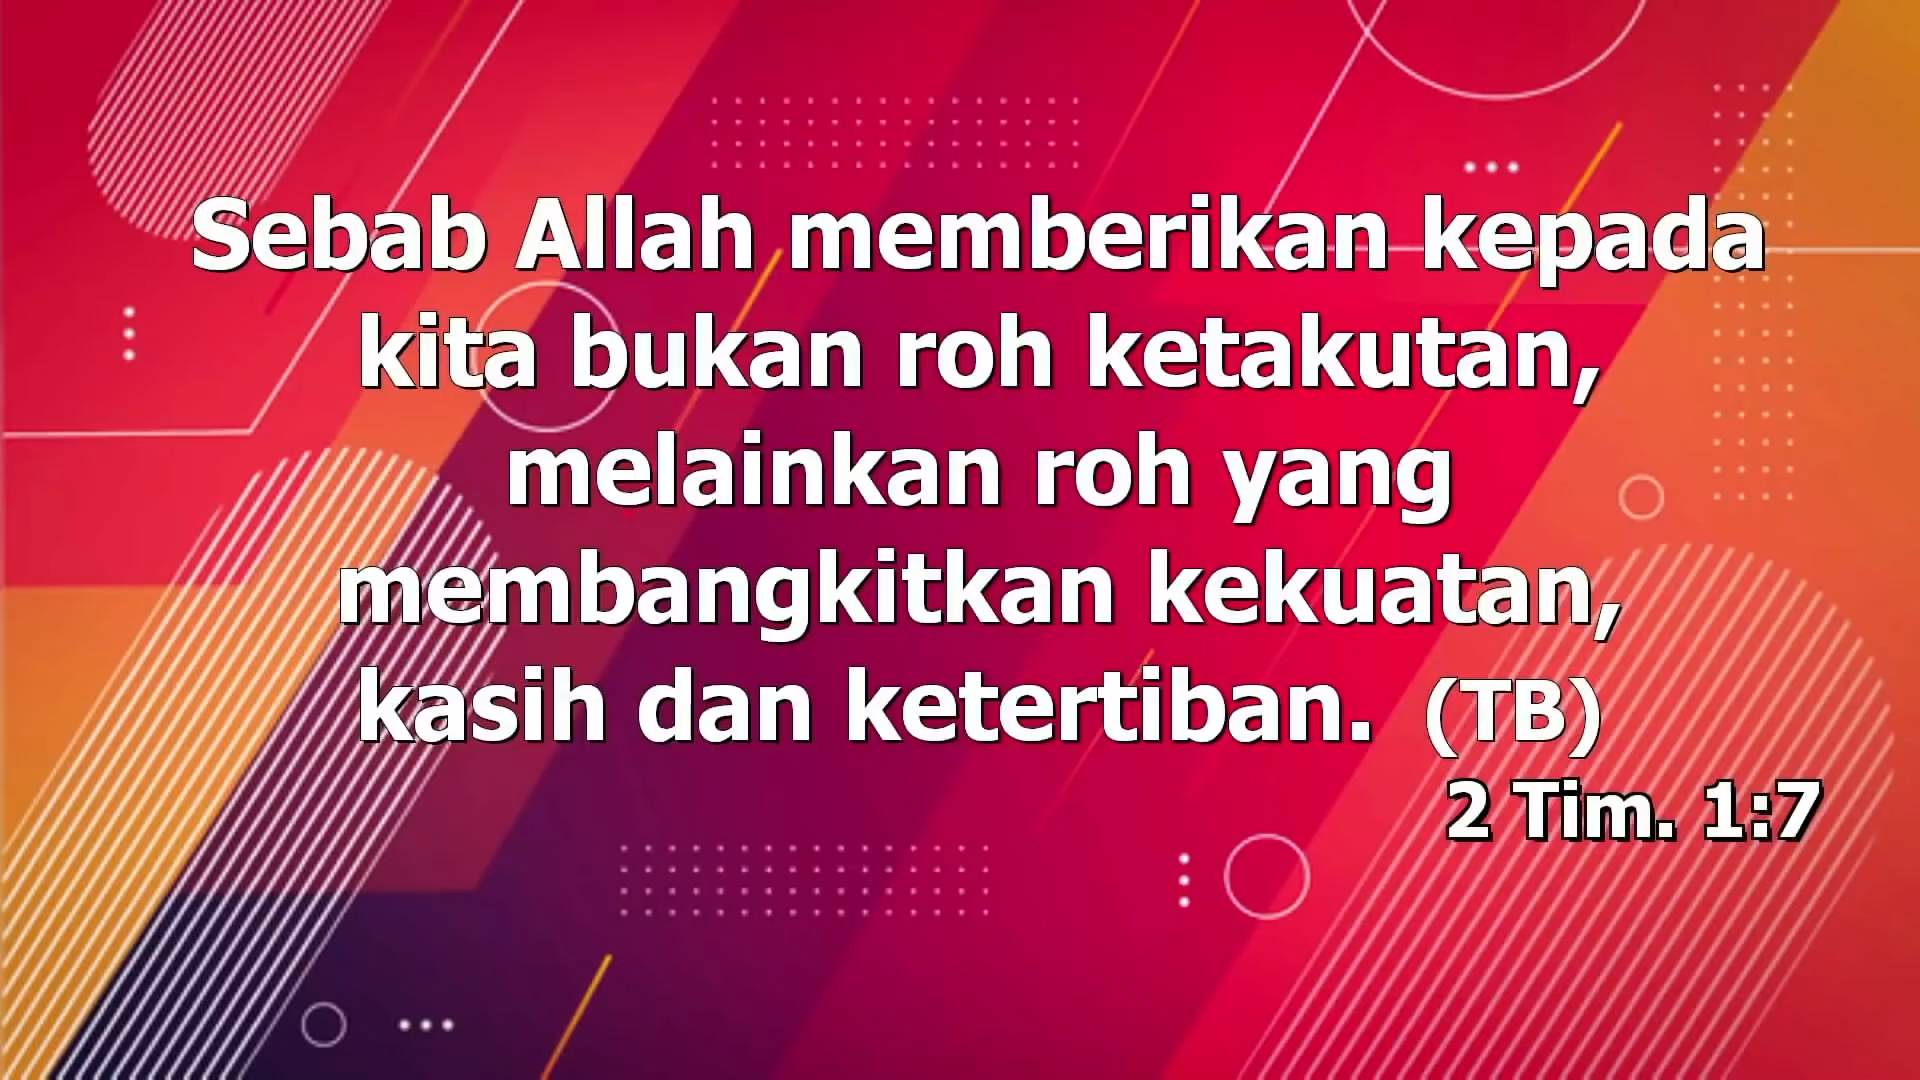 Sebab Allah memberikan kepada
kita bukan roh ketakutan,
melainkan roh yang
membangkitkan kekuatan,
kasih dan ketertiban. (TB)
2 Tim. 1:7